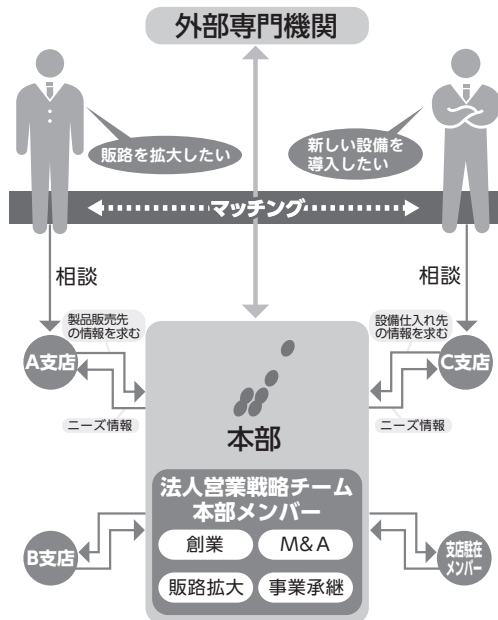 外部専門機関
販路を拡大したい
新しい設備を
導入したい
マッチング
相談
相談
製品販売先
の情報を求む
設備仕入れ先
の情報を求む
A支店
C支店
ニーズ情報
ニーズ情報
本部
法人営業戦略チーム
本部メンバー
創業
M&A
販路拡大
事業承継
B支店
支店駐在
メンバー